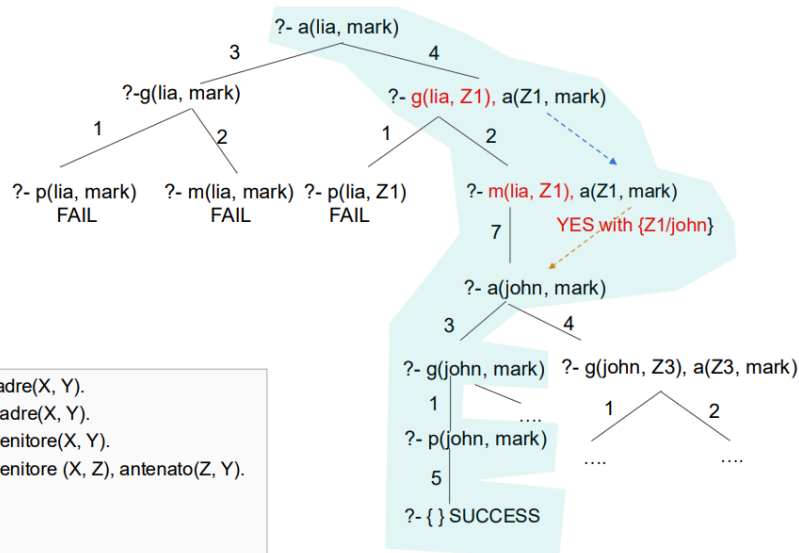 ?- a(lia, mark)
3 4
?-g(lia, mark) ?- g(lia, Z1), a(Z1, mark)
1 2 1 2
?- p(lia, mark) ?- m(lia, mark) ?- p(lia, Z1) ?- m(lia, Z1), a(Z1, mark)
FAIL FAIL FAIL
YES with {Z1/john}
7
?- a(john, mark)
3 4
?- g(john, mark) ?- g(john, Z3), a(Z3, mark)
1 .... 1 2
?- p(john, mark) .... ....
5
?- { } SUCCESS
adre(X, Y).
adre(X, Y).
enitore(X, Y).
enitore (X, Z), antenato(Z, Y).